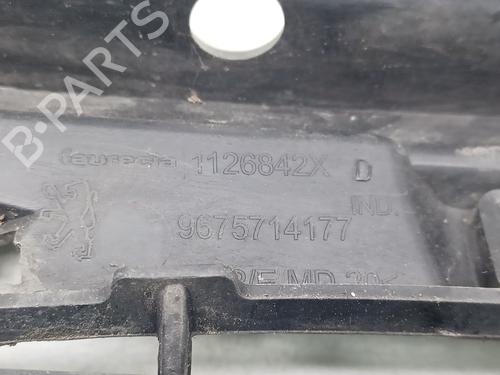 B-PARTS
faurecia 1126842X D
IND.
9675714177